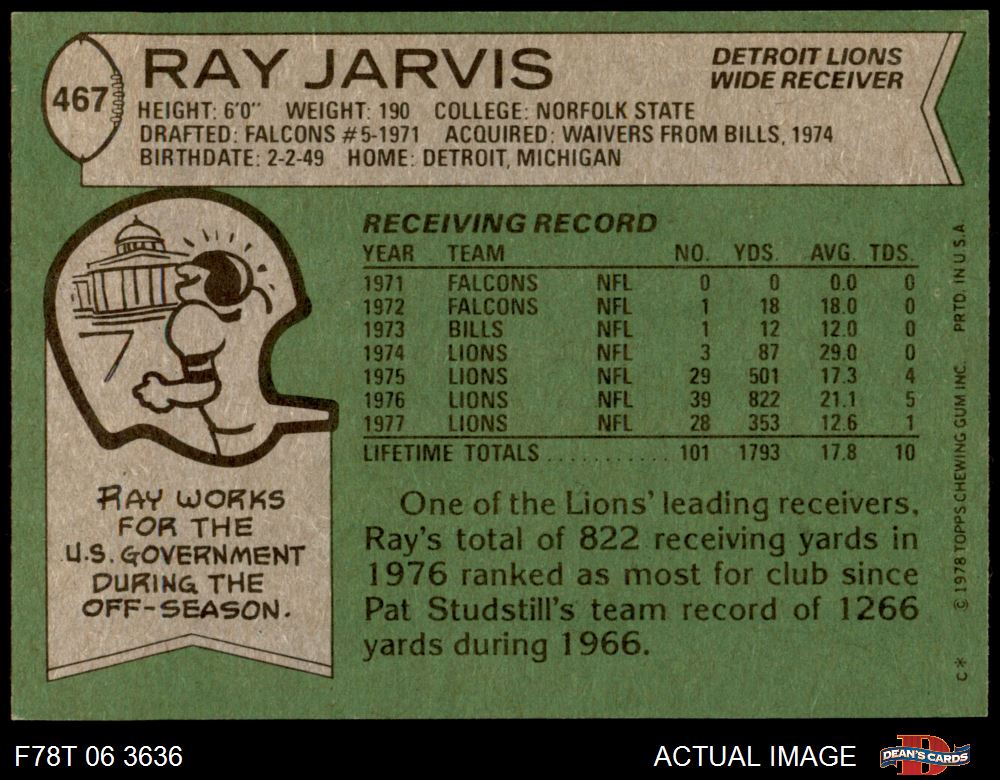 467
RAY JARVIS
DETROIT LIONS
WIDE RECEIVER
HEIGHT: 6'0" WEIGHT: 190 COLLEGE: NORFOLK STATE
DRAFTED: FALCONS #5-1971 ACQUIRED: WAIVERS FROM BILLS, 1974
BIRTHDATE: 2-2-49 HOME: DETROIT, MICHIGAN
RECEIVING RECORD
YEAR TEAM NO. YDS. AVG. TDS.
1971 FALCONS NFL 0 0 0.0 0
1972 FALCONS NFL 1 18 18.0 0
1973 BILLS NFL 1 12 12.0 0
1974 LIONS NFL 3 87 29.0 0
1975 LIONS NFL 29 501 17.3 4
1976 LIONS NFL 39 822 21.1 5
1977 LIONS NFL 28 353 12.6 1
LIFETIME TOTALS ........... 101 1793 17.8 10
RAY WORKS
FOR THE
U.S. GOVERNMENT
DURING THE
OFF-SEASON.
One of the Lions' leading receivers,
Ray's total of 822 receiving yards in
1976 ranked as most for club since
Pat Studstill's team record of 1266
yards during 1966.
C* © 1978 TOPPS CHEWING GUM INC. PRTD. IN U.S.A
F78T 06 3636
ACTUAL IMAGE
D
DEAN'S CARDS